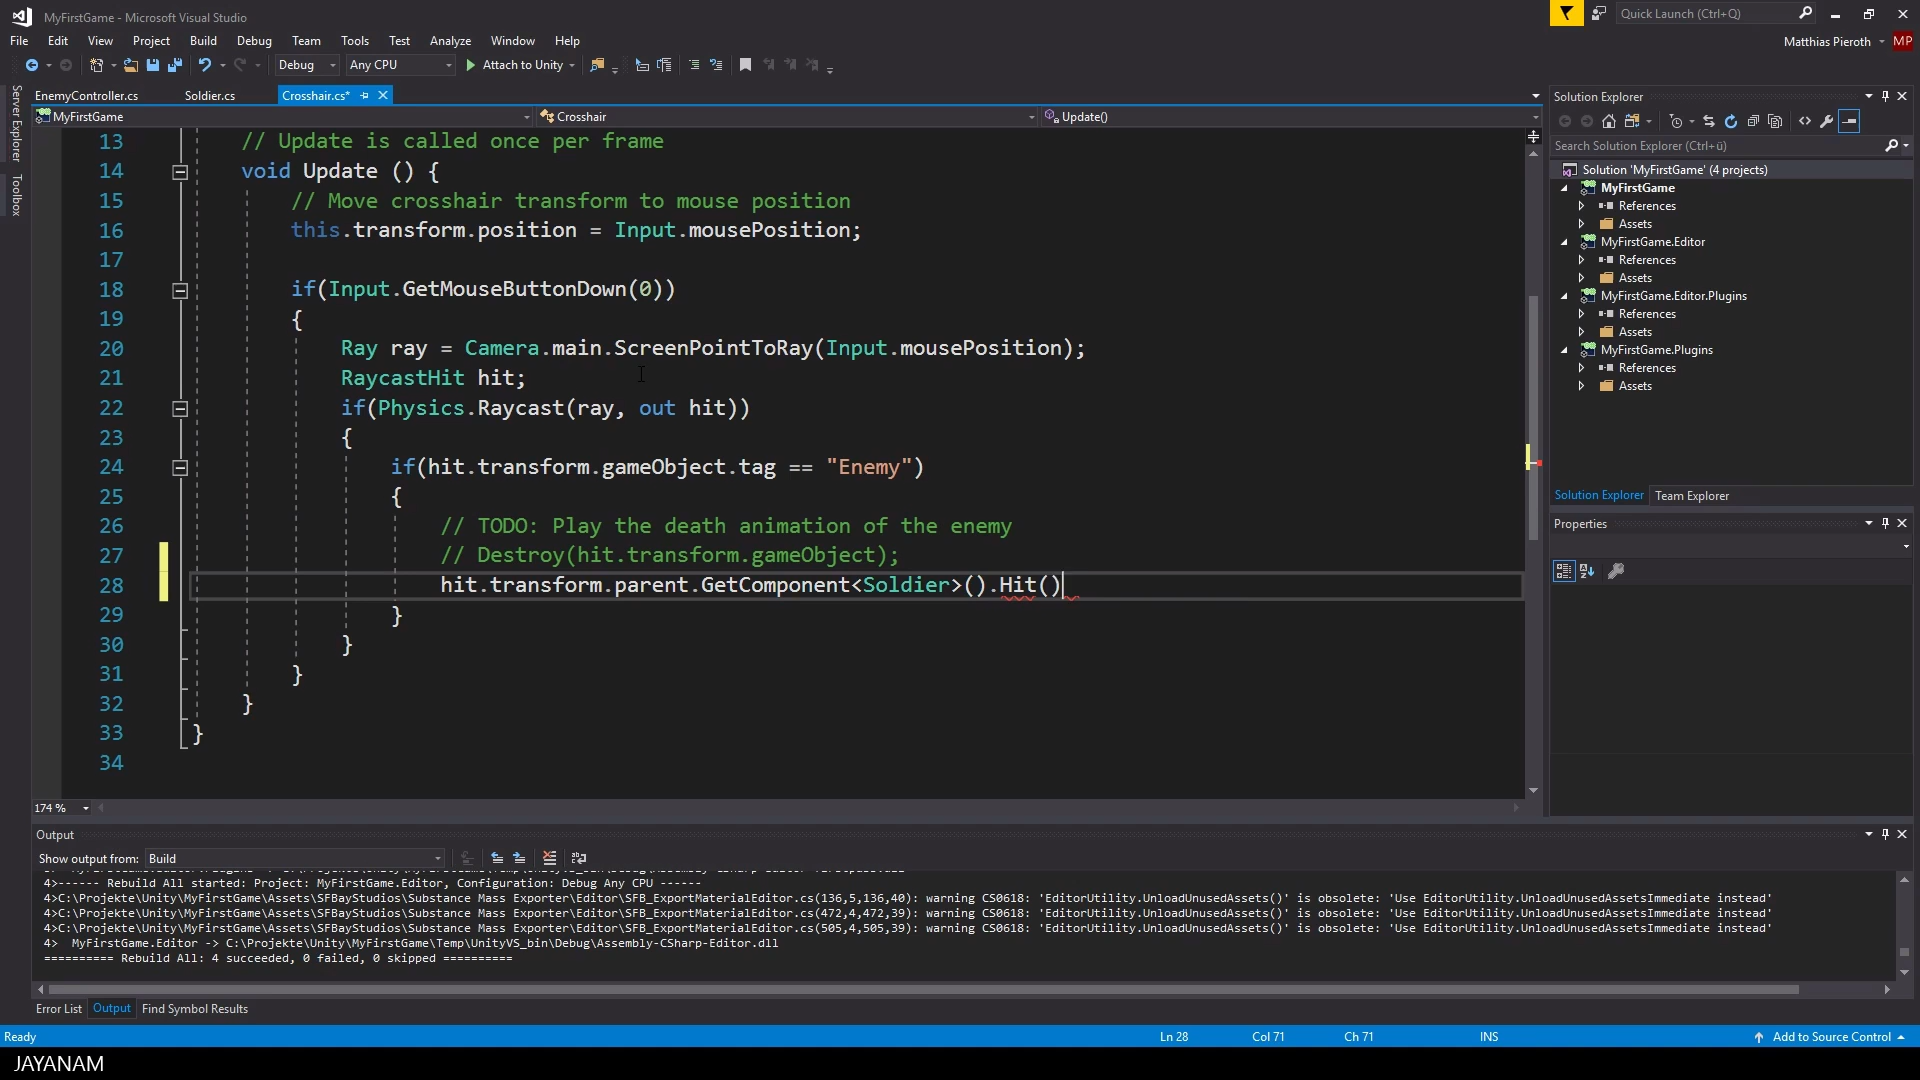 MyFirstGame - Microsoft Visual Studio
Quick Launch (Ctrl+Q)
File Edit View Project Build Debug Team Tools Test Analyze Window Help
Matthias Pieroth MP
Debug Any CPU Attach to Unity
Server Explorer
Toolbox
EnemyController.cs Soldier.cs Crosshair.cs*
MyFirstGame Crosshair Update()
13 // Update is called once per frame
14 void Update () {
15 // Move crosshair transform to mouse position
16 this.transform.position = Input.mousePosition;
17
18 if(Input.GetMouseButtonDown(0))
19 {
20 Ray ray = Camera.main.ScreenPointToRay(Input.mousePosition);
21 RaycastHit hit;
22 if(Physics.Raycast(ray, out hit))
23 {
24 if(hit.transform.gameObject.tag == "Enemy")
25 {
26 // TODO: Play the death animation of the enemy
27 // Destroy(hit.transform.gameObject);
28 hit.transform.parent.GetComponent<Soldier>().Hit()
29 }
30 }
31 }
32 }
33 }
34
174 %
Solution Explorer
Search Solution Explorer (Ctrl+ü)
Solution 'MyFirstGame' (4 projects)
MyFirstGame
References
Assets
MyFirstGame.Editor
References
Assets
MyFirstGame.Editor.Plugins
References
Assets
MyFirstGame.Plugins
References
Assets
Solution Explorer Team Explorer
Properties
Output
Show output from: Build
4>------ Rebuild All started: Project: MyFirstGame.Editor, Configuration: Debug Any CPU ------
4>C:\Projekte\Unity\MyFirstGame\Assets\SFBayStudios\Substance Mass Exporter\Editor\SFB_ExportMaterialEditor.cs(136,5,136,40): warning CS0618: 'EditorUtility.UnloadUnusedAssets()' is obsolete: 'Use EditorUtility.UnloadUnusedAssetsImmediate instead'
4>C:\Projekte\Unity\MyFirstGame\Assets\SFBayStudios\Substance Mass Exporter\Editor\SFB_ExportMaterialEditor.cs(472,4,472,39): warning CS0618: 'EditorUtility.UnloadUnusedAssets()' is obsolete: 'Use EditorUtility.UnloadUnusedAssetsImmediate instead'
4>C:\Projekte\Unity\MyFirstGame\Assets\SFBayStudios\Substance Mass Exporter\Editor\SFB_ExportMaterialEditor.cs(505,4,505,39): warning CS0618: 'EditorUtility.UnloadUnusedAssets()' is obsolete: 'Use EditorUtility.UnloadUnusedAssetsImmediate instead'
4> MyFirstGame.Editor -> C:\Projekte\Unity\MyFirstGame\Temp\UnityVS_bin\Debug\Assembly-CSharp-Editor.dll
========== Rebuild All: 4 succeeded, 0 failed, 0 skipped ==========
Error List Output Find Symbol Results
Ready Ln 28 Col 71 Ch 71 INS Add to Source Control
JAYANAM